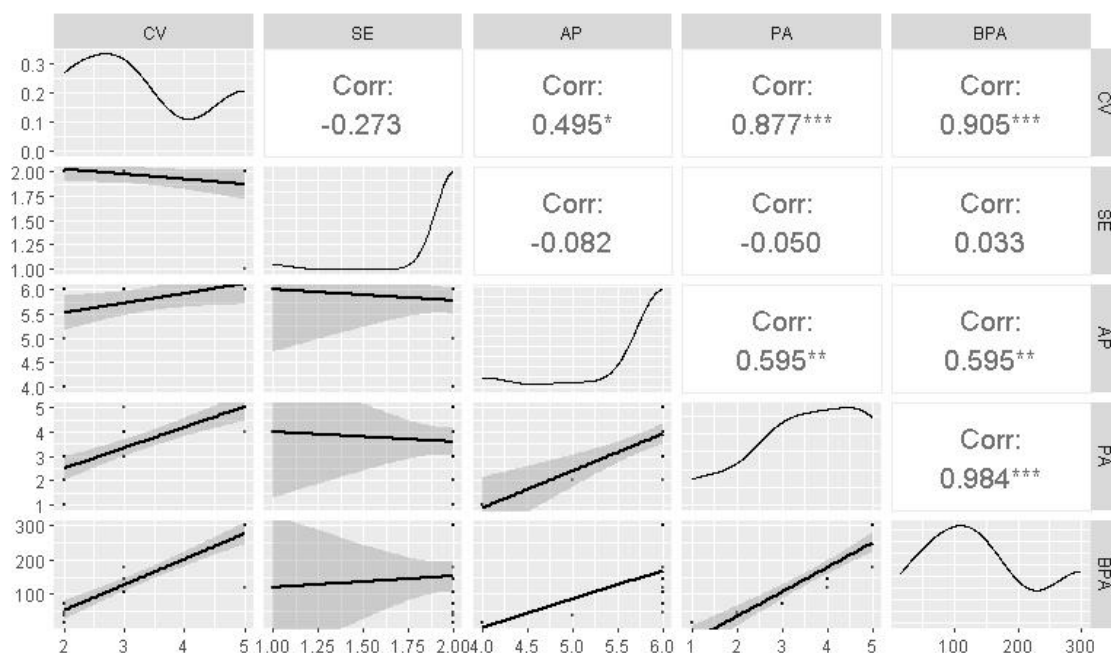 CV SE AP PA BPA
0.3
0.2
0.1
0.0
Corr:
-0.273
Corr:
0.495*
Corr:
0.877***
Corr:
0.905***
CV
2.00
1.75
1.50
1.25
1.00
Corr:
-0.082
Corr:
-0.050
Corr:
0.033
SE
6.0
5.5
5.0
4.5
4.0
Corr:
0.595**
Corr:
0.595**
AP
5
4
3
2
1
Corr:
0.984***
PA
300
200
100
BPA
2 3 4 5 1.00 1.25 1.50 1.75 2.00 4.0 4.5 5.0 5.5 6.0 1 2 3 4 5 100 200 300